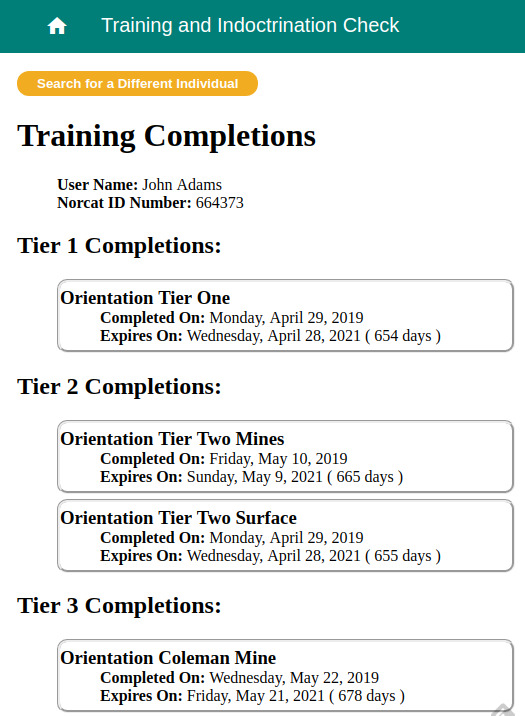 Training and Indoctrination Check
Search for a Different Individual
Training Completions
User Name: John Adams
Norcat ID Number: 664373
Tier 1 Completions:
Orientation Tier One
Completed On: Monday, April 29, 2019
Expires On: Wednesday, April 28, 2021 ( 654 days )
Tier 2 Completions:
Orientation Tier Two Mines
Completed On: Friday, May 10, 2019
Expires On: Sunday, May 9, 2021 ( 665 days )
Orientation Tier Two Surface
Completed On: Monday, April 29, 2019
Expires On: Wednesday, April 28, 2021 ( 655 days )
Tier 3 Completions:
Orientation Coleman Mine
Completed On: Wednesday, May 22, 2019
Expires On: Friday, May 21, 2021 ( 678 days )